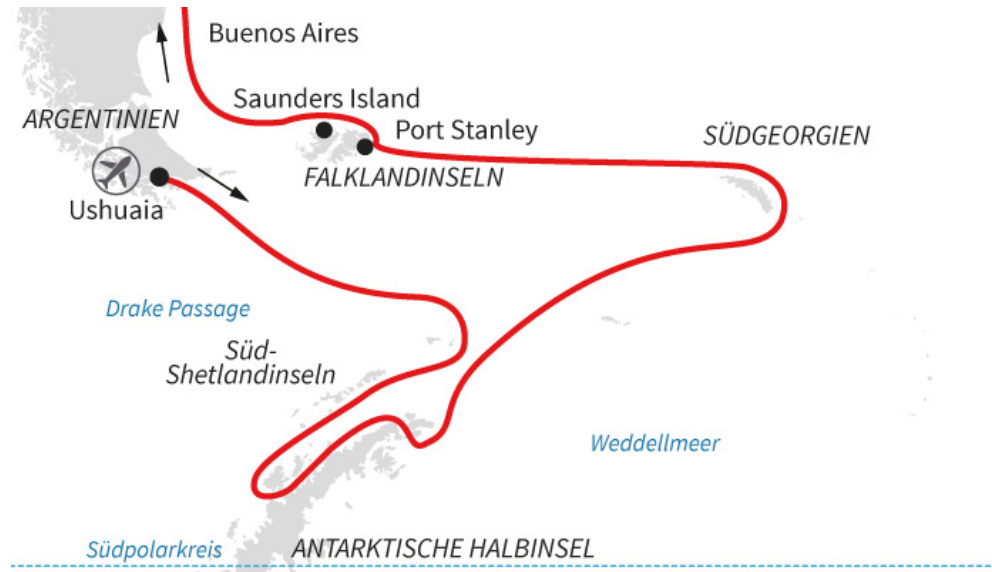 Buenos Aires
Saunders Island
ARGENTINIEN
Port Stanley
SÜDGEORGIEN
FALKLANDINSELN
Ushuaia
Drake Passage
Süd-
Shetlandinseln
Weddellmeer
Südpolarkreis
ANTARKTISCHE HALBINSEL